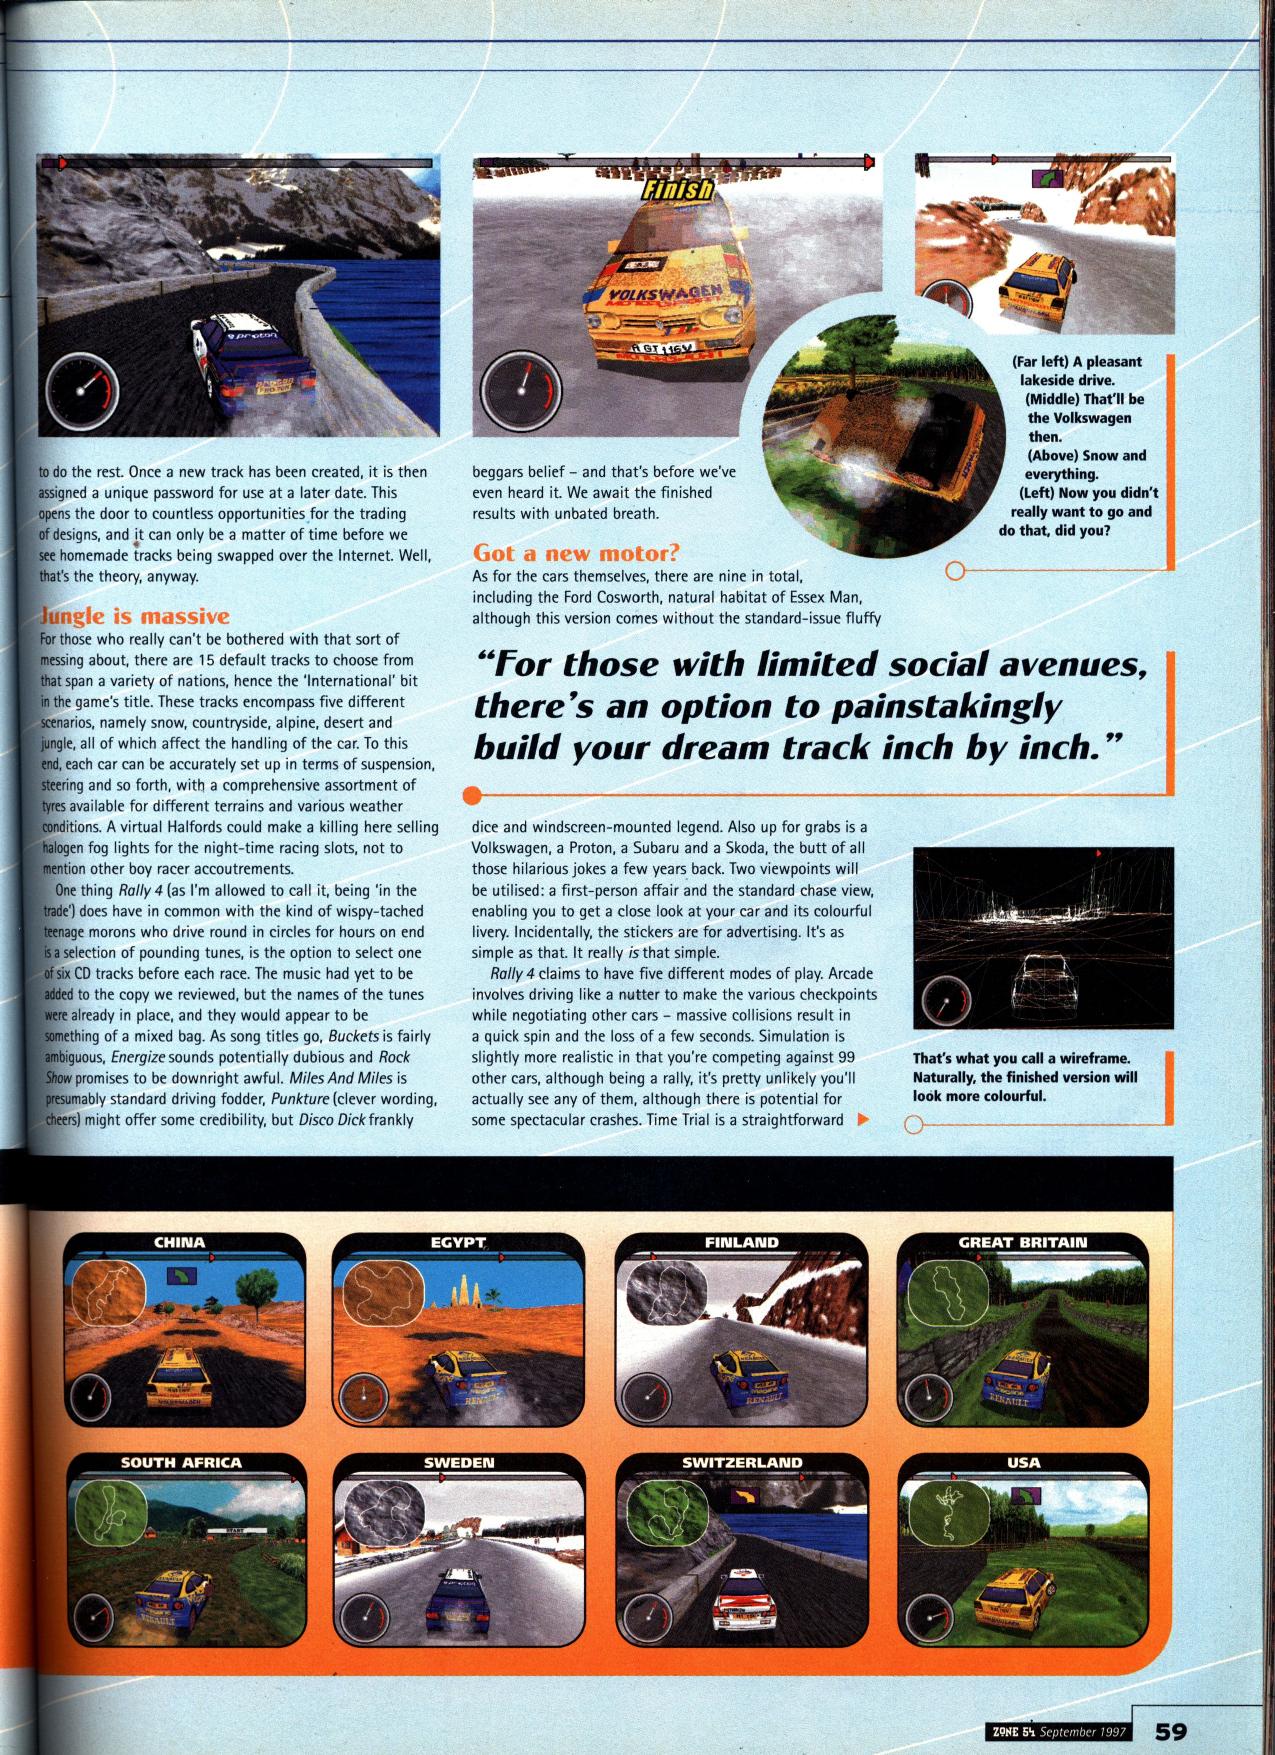 Finish
VOLKSWAGEN
MOTORSPORT
proton
(Far left) A pleasant
lakeside drive.
(Middle) That'll be
the Volkswagen
then.
(Above) Snow and
everything.
(Left) Now you didn't
really want to go and
do that, did you?
to do the rest. Once a new track has been created, it is then
assigned a unique password for use at a later date. This
opens the door to countless opportunities for the trading
of designs, and it can only be a matter of time before we
see homemade tracks being swapped over the Internet. Well,
that's the theory, anyway.
Jungle is massive
For those who really can't be bothered with that sort of
messing about, there are 15 default tracks to choose from
that span a variety of nations, hence the 'International' bit
in the game's title. These tracks encompass five different
scenarios, namely snow, countryside, alpine, desert and
jungle, all of which affect the handling of the car. To this
end, each car can be accurately set up in terms of suspension,
steering and so forth, with a comprehensive assortment of
tyres available for different terrains and various weather
conditions. A virtual Halfords could make a killing here selling
halogen fog lights for the night-time racing slots, not to
mention other boy racer accoutrements.
One thing Rally 4 (as I'm allowed to call it, being 'in the
trade') does have in common with the kind of wispy-tached
teenage morons who drive round in circles for hours on end
is a selection of pounding tunes, is the option to select one
of six CD tracks before each race. The music had yet to be
added to the copy we reviewed, but the names of the tunes
were already in place, and they would appear to be
something of a mixed bag. As song titles go, Buckets is fairly
ambiguous, Energize sounds potentially dubious and Rock
Show promises to be downright awful. Miles And Miles is
presumably standard driving fodder, Punkture (clever wording,
cheers) might offer some credibility, but Disco Dick frankly
beggars belief – and that's before we've
even heard it. We await the finished
results with unbated breath.
Got a new motor?
As for the cars themselves, there are nine in total,
including the Ford Cosworth, natural habitat of Essex Man,
although this version comes without the standard-issue fluffy
"For those with limited social avenues,
there's an option to painstakingly
build your dream track inch by inch."
dice and windscreen-mounted legend. Also up for grabs is a
Volkswagen, a Proton, a Subaru and a Skoda, the butt of all
those hilarious jokes a few years back. Two viewpoints will
be utilised: a first-person affair and the standard chase view,
enabling you to get a close look at your car and its colourful
livery. Incidentally, the stickers are for advertising. It's as
simple as that. It really is that simple.
Rally 4 claims to have five different modes of play. Arcade
involves driving like a nutter to make the various checkpoints
while negotiating other cars – massive collisions result in
a quick spin and the loss of a few seconds. Simulation is
slightly more realistic in that you're competing against 99
other cars, although being a rally, it's pretty unlikely you'll
actually see any of them, although there is potential for
some spectacular crashes. Time Trial is a straightforward
That's what you call a wireframe.
Naturally, the finished version will
look more colourful.
CHINA
EGYPT
FINLAND
GREAT BRITAIN
RENAULT
SOUTH AFRICA
SWEDEN
SWITZERLAND
USA
START
RENAULT
ZONE 54 September 1997 59